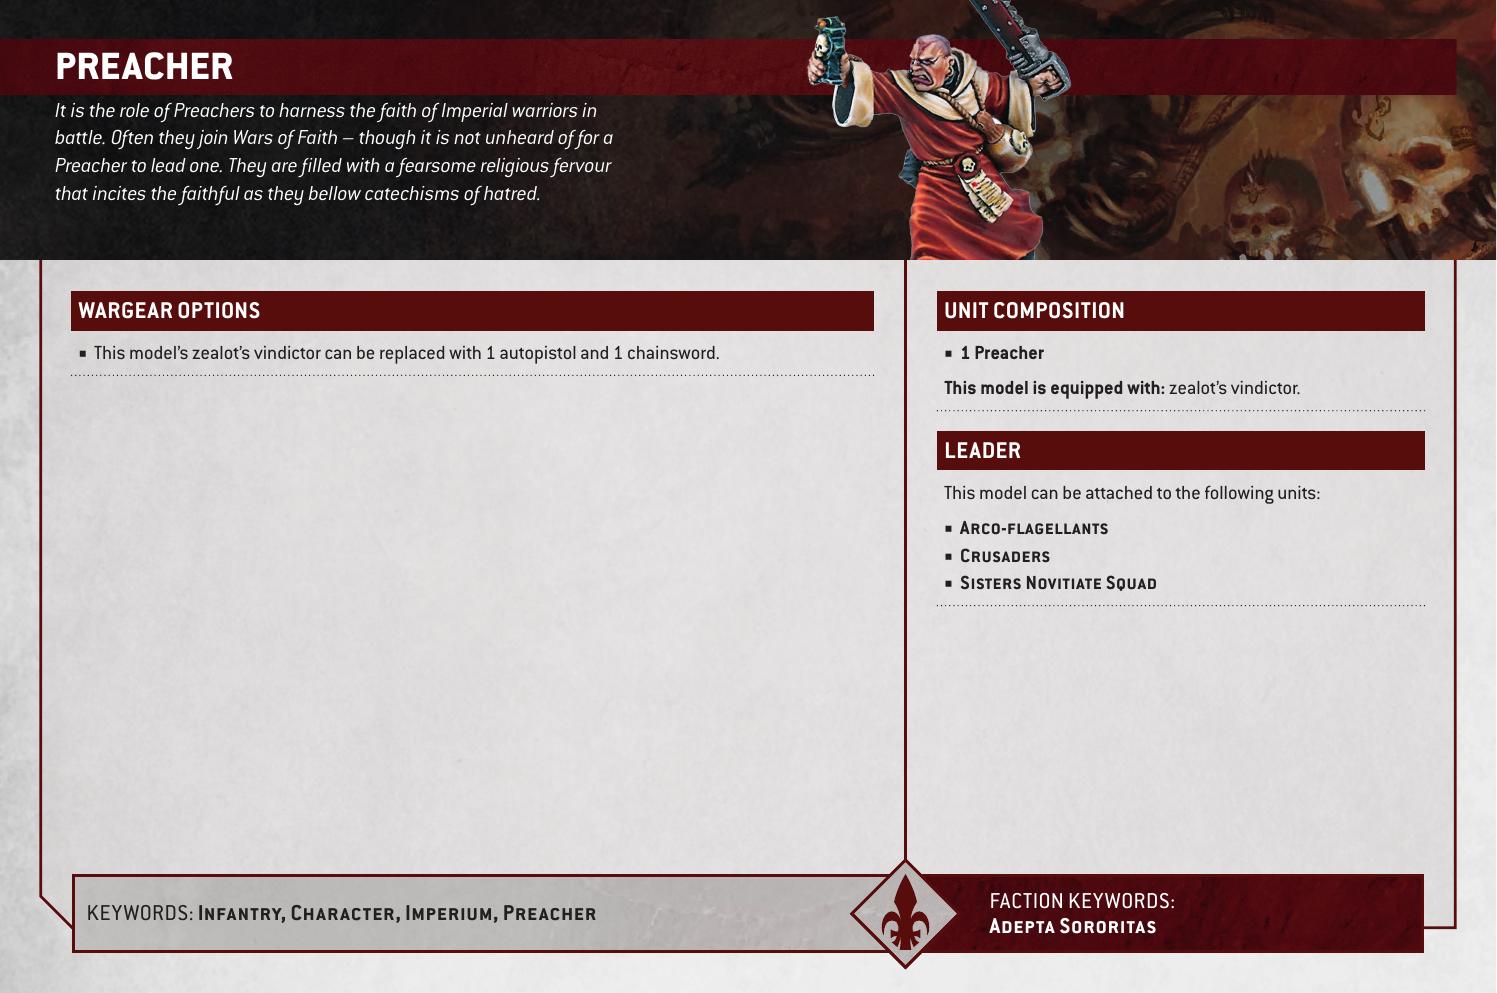 PREACHER
It is the role of Preachers to harness the faith of Imperial warriors in
battle. Often they join Wars of Faith – though it is not unheard of for a
Preacher to lead one. They are filled with a fearsome religious fervour
that incites the faithful as they bellow catechisms of hatred.
WARGEAR OPTIONS
■ This model’s zealot’s vindictor can be replaced with 1 autopistol and 1 chainsword.
UNIT COMPOSITION
■ 1 Preacher
This model is equipped with: zealot’s vindictor.
LEADER
This model can be attached to the following units:
■ Arco-flagellants
■ Crusaders
■ Sisters Novitiate Squad
KEYWORDS: Infantry, Character, Imperium, Preacher
FACTION KEYWORDS:
Adepta Sororitas